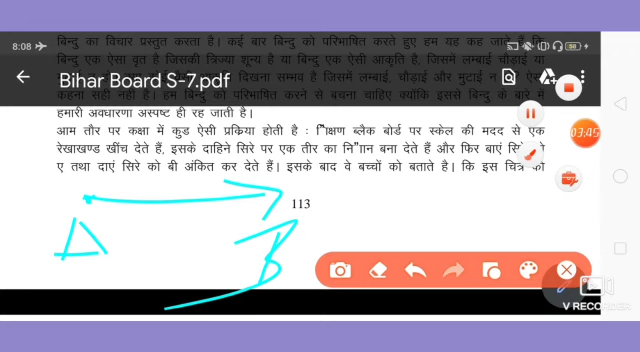 बिन्दु का विचार प्रस्तुत करता है। कई बार बिन्दु को परिभाषित करते हुए हम यह कह जाते हैं कि
8:08
58
बिन्दु एक ऐसा वृत है जिसकी त्रिज्या शून्य है या बिन्दु एक ऐसी आकृति है, जिसमें लम्बाई चौड़ाई या
Bihar Board S-7.pdf
दिखना सम्भव है जिसमें लम्बाई, चौड़ाई और मुटाई न हो। ऐसा
कहना सही नहीं है। हमें बिन्दु को परिभाषित करने से बचना चाहिए क्योंकि इससे बिन्दु के बारे में
हमारी अवधारणा अस्पष्ट ही रह जाती है।
03:45
आम तौर पर कक्षा में कुछ ऐसी प्रक्रिया होती है : शिक्षण ब्लैक बोर्ड पर स्केल की मदद से एक
रेखाखण्ड खींच देते हैं, इसके दाहिने सिरे पर एक तीर का नि"ान बना देते हैं और फिर बाएं सिरे को
ए तथा दाएं सिरे को बी अंकित कर देते हैं। इसके बाद वे बच्चों को बताते है। कि इस चित्र को
113
A
B
V RECORDER